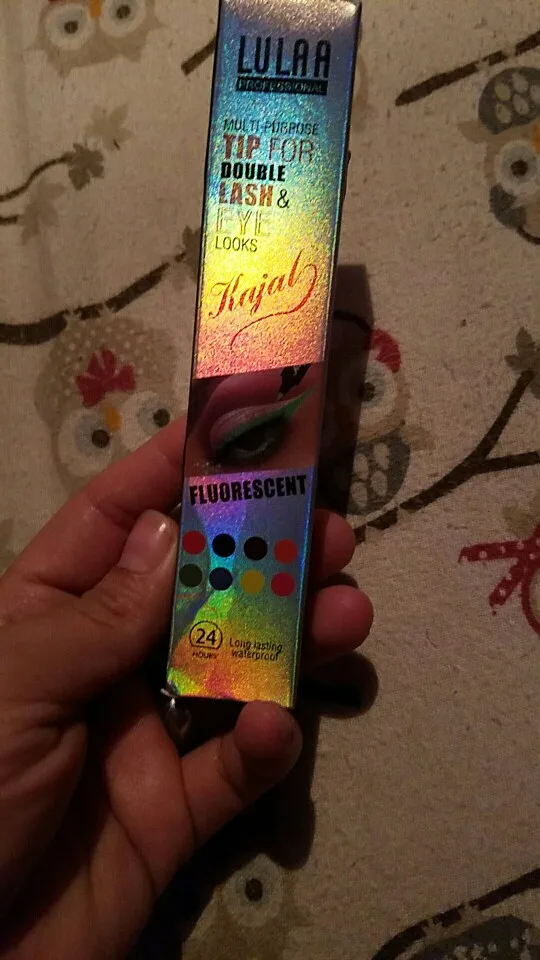 LULAA
PROFESSIONAL
MULTI-PURPOSE
TIP FOR
DOUBLE
LASH &
EYE
LOOKS
Kajal
FLUORESCENT
24
HOURS
Long lasting
waterproof